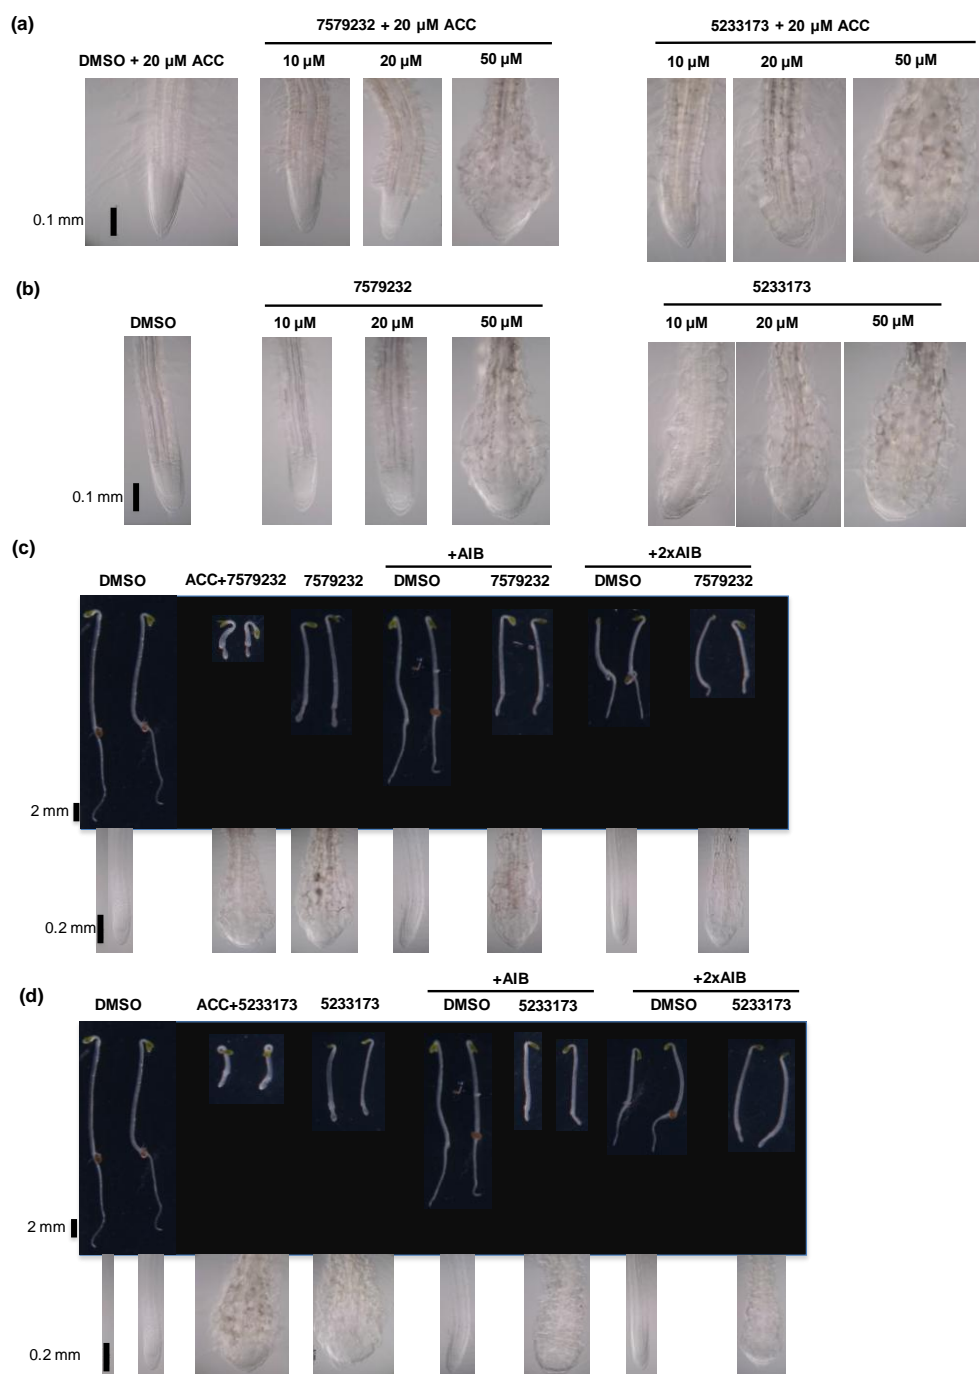 (a)
7579232 + 20 µM ACC
5233173 + 20 µM ACC
DMSO + 20 µM ACC
10 µM
20 µM
50 µM
10 µM
20 µM
50 µM
0.1 mm
(b)
7579232
5233173
DMSO
10 µM
20 µM
50 µM
10 µM
20 µM
50 µM
0.1 mm
(c)
+AIB
+2xAIB
DMSO
ACC+7579232
7579232
DMSO
7579232
DMSO
7579232
2 mm
0.2 mm
(d)
+AIB
+2xAIB
DMSO
ACC+5233173
5233173
DMSO
5233173
DMSO
5233173
2 mm
0.2 mm